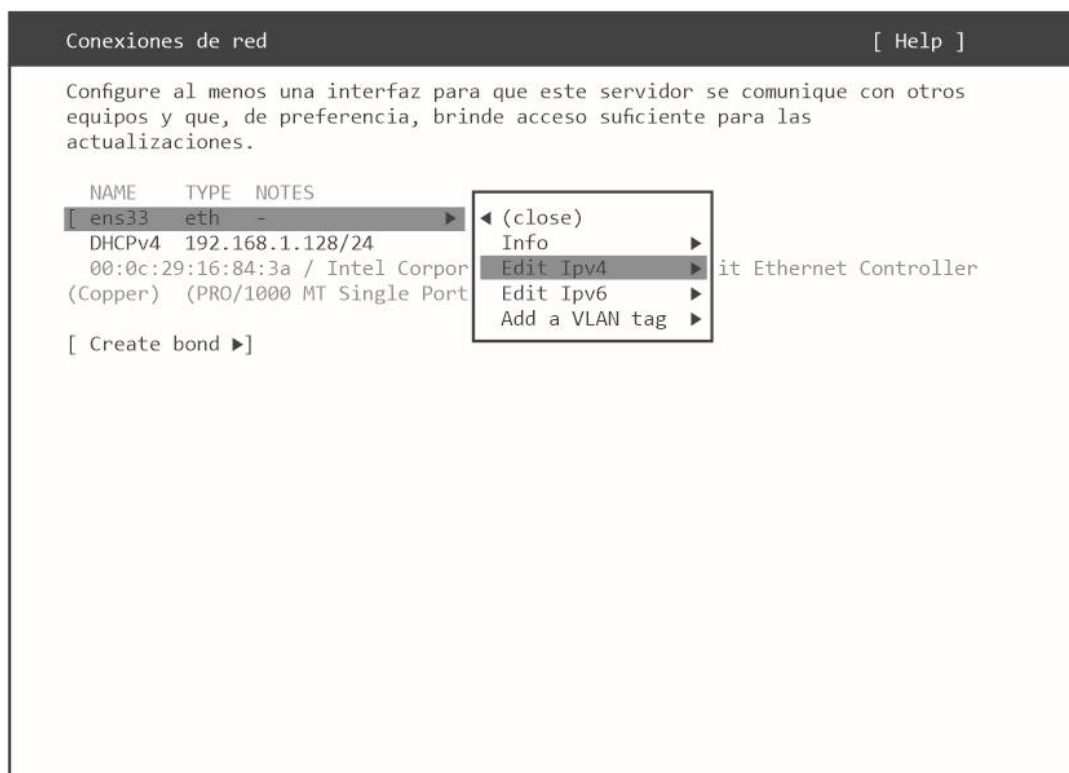 Conexiones de red [ Help ]
Configure al menos una interfaz para que este servidor se comunique con otros
equipos y que, de preferencia, brinde acceso suficiente para las
actualizaciones.
NAME TYPE NOTES
[ ens33 eth - ▶
◀ (close)
DHCPv4 192.168.1.128/24
Info ▶
00:0c:29:16:84:3a / Intel Corpor
Edit Ipv4 ▶
it Ethernet Controller
(Copper) (PRO/1000 MT Single Port
Edit Ipv6 ▶
Add a VLAN tag ▶
[ Create bond ▶]